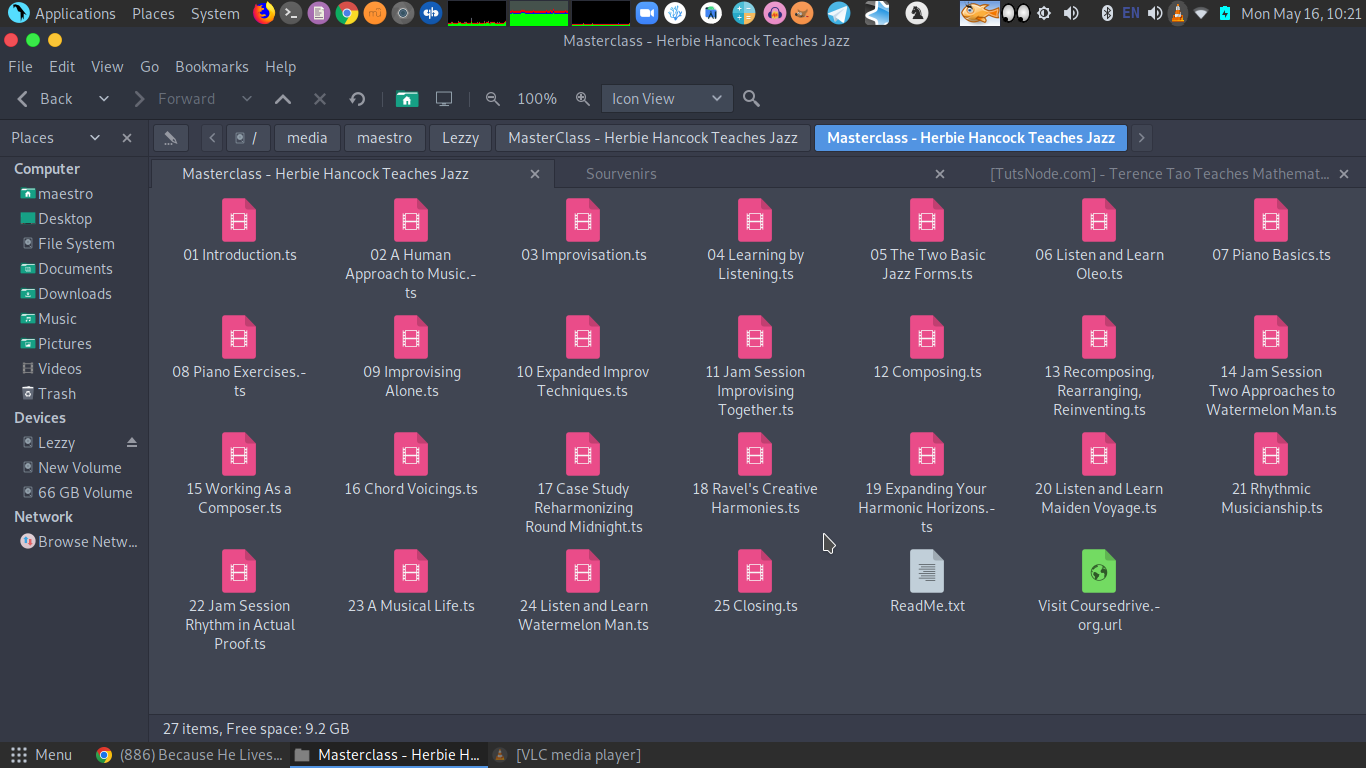 Applications Places System EN Mon May 16, 10:21
Masterclass - Herbie Hancock Teaches Jazz
File Edit View Go Bookmarks Help
Back Forward 100% Icon View
Places / media maestro Lezzy MasterClass - Herbie Hancock Teaches Jazz Masterclass - Herbie Hancock Teaches Jazz
Masterclass - Herbie Hancock Teaches Jazz Sourvenirs [TutsNode.com] - Terence Tao Teaches Mathemat...
Computer
maestro
Desktop
File System
Documents
Downloads
Music
Pictures
Videos
Trash
Devices
Lezzy
New Volume
66 GB Volume
Network
Browse Netw...
01 Introduction.ts
02 A Human
Approach to Music.-
ts
03 Improvisation.ts
04 Learning by
Listening.ts
05 The Two Basic
Jazz Forms.ts
06 Listen and Learn
Oleo.ts
07 Piano Basics.ts
08 Piano Exercises.-
ts
09 Improvising
Alone.ts
10 Expanded Improv
Techniques.ts
11 Jam Session
Improvising
Together.ts
12 Composing.ts
13 Recomposing,
Rearranging,
Reinventing.ts
14 Jam Session
Two Approaches to
Watermelon Man.ts
15 Working As a
Composer.ts
16 Chord Voicings.ts
17 Case Study
Reharmonizing
Round Midnight.ts
18 Ravel's Creative
Harmonies.ts
19 Expanding Your
Harmonic Horizons.-
ts
20 Listen and Learn
Maiden Voyage.ts
21 Rhythmic
Musicianship.ts
22 Jam Session
Rhythm in Actual
Proof.ts
23 A Musical Life.ts
24 Listen and Learn
Watermelon Man.ts
25 Closing.ts
ReadMe.txt
Visit Coursedrive.-
org.url
27 items, Free space: 9.2 GB
Menu (886) Because He Lives... Masterclass - Herbie H... [VLC media player]